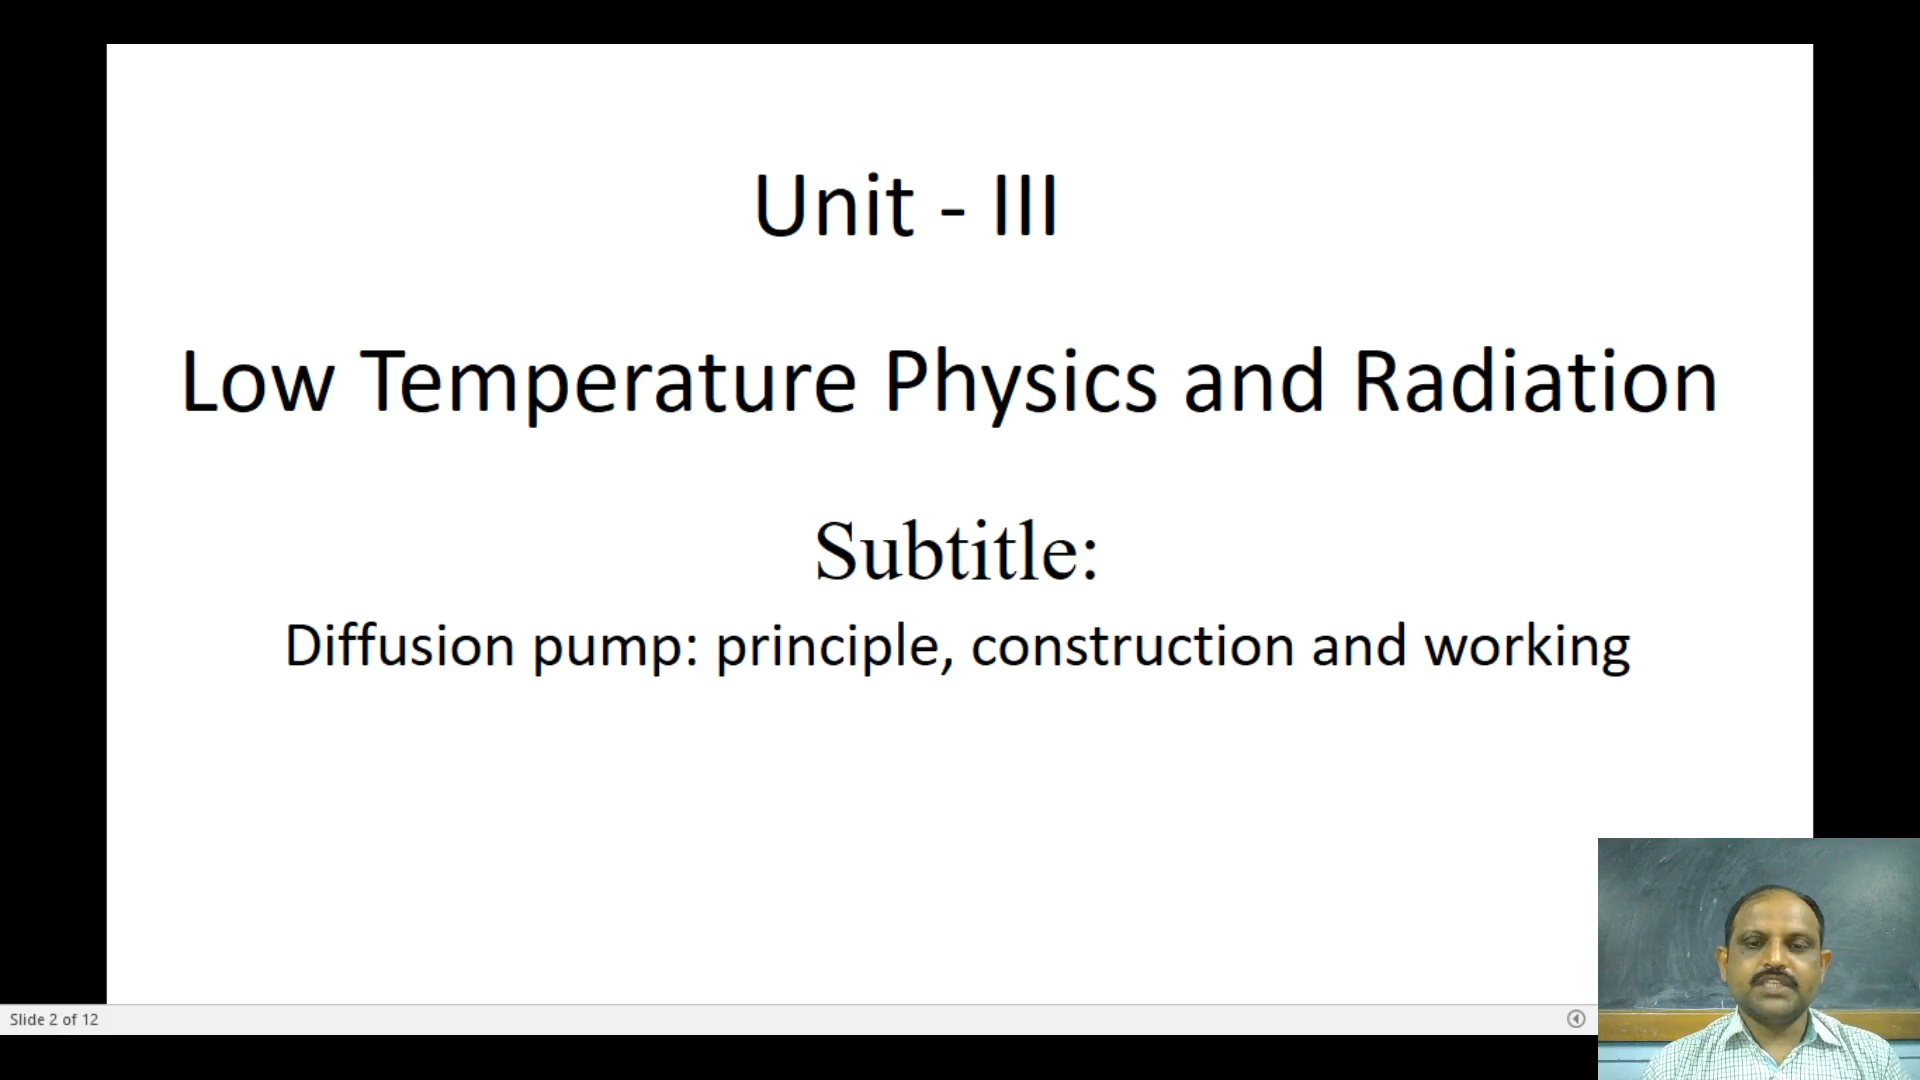 Unit - III
Low Temperature Physics and Radiation
Subtitle:
Diffusion pump: principle, construction and working
Slide 2 of 12